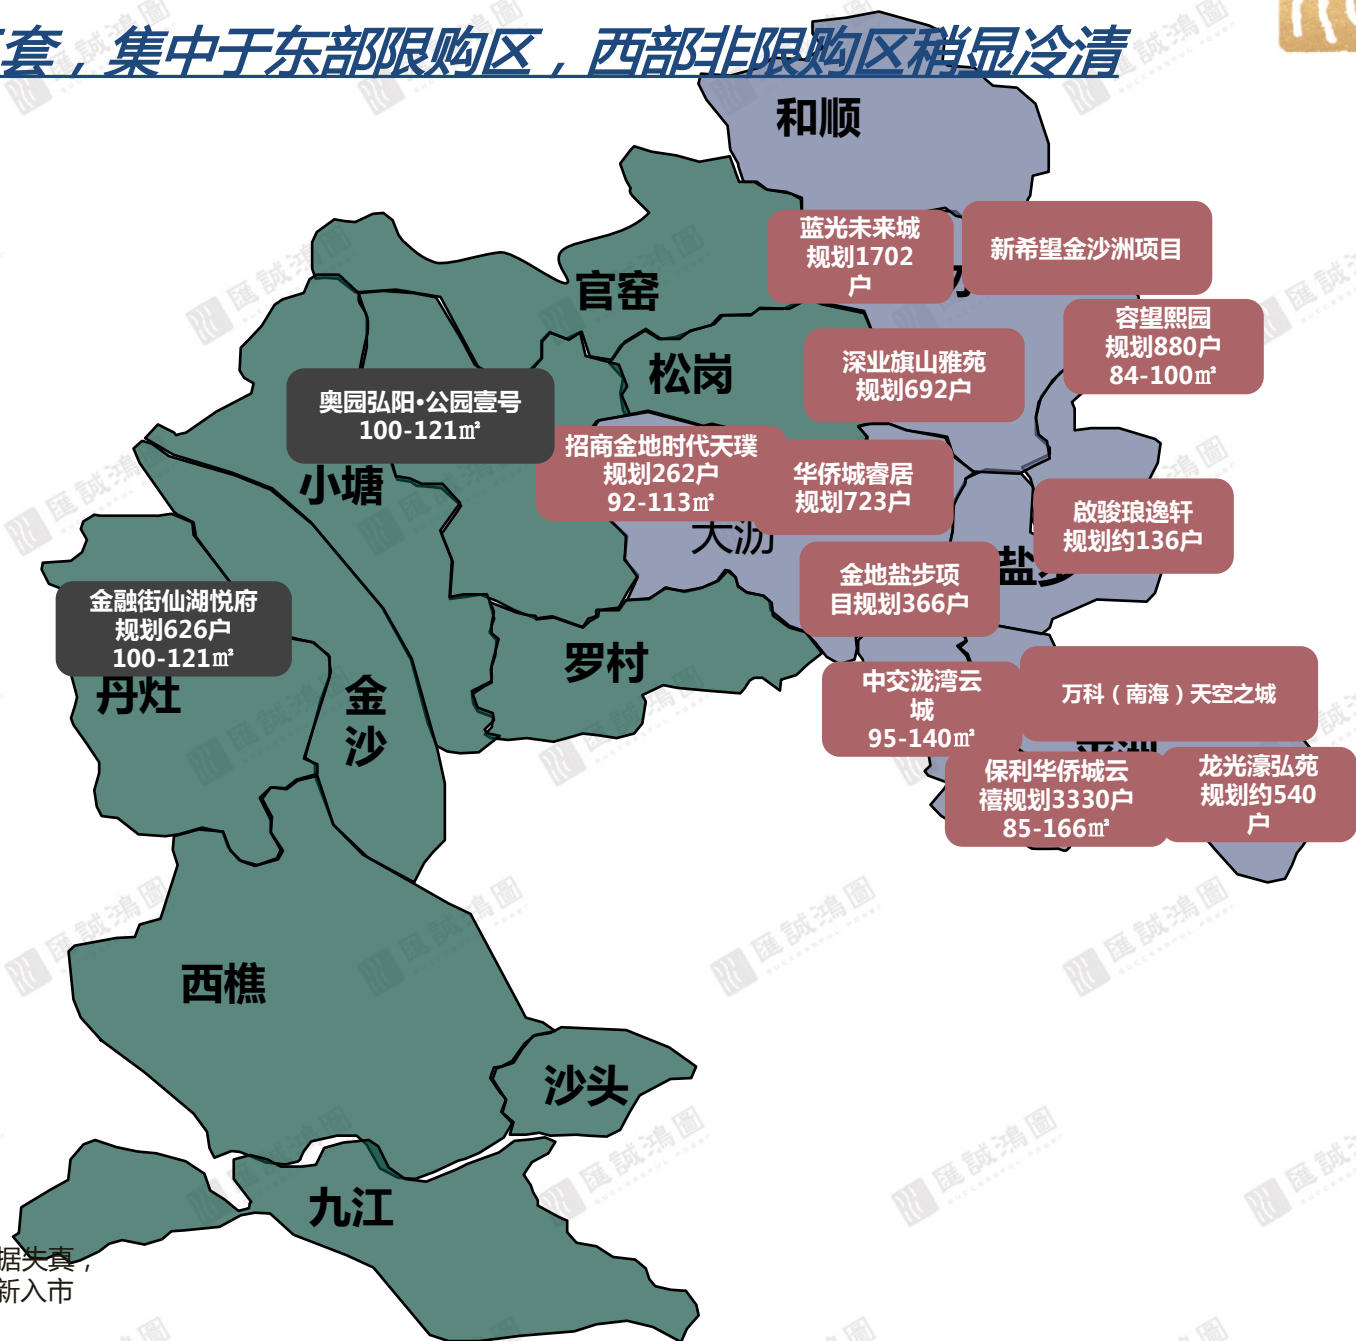 套，集中于东部限购区，西部非限购区稍显冷清
和顺
蓝光未来城
规划1702
户
新希望金沙洲项目
官窑
容望熙园
规划880户
84-100㎡
松岗
深业旗山雅苑
规划692户
奥园弘阳•公园壹号
100-121㎡
招商金地时代天璞
规划262户
92-113㎡
华侨城睿居
规划723户
小塘
大沥
啟骏琅逸轩
规划约136户
盐步
金地盐步项
目规划366户
金融街仙湖悦府
规划626户
100-121㎡
罗村
丹灶
金
沙
中交泷湾云
城
95-140㎡
万科（南海）天空之城
保利华侨城云
禧规划3330户
85-166㎡
龙光濠弘苑
规划约540
户
西樵
沙头
九江
据失真，
新入市
匯誠鴻圖
SUCCESSFUL POWER